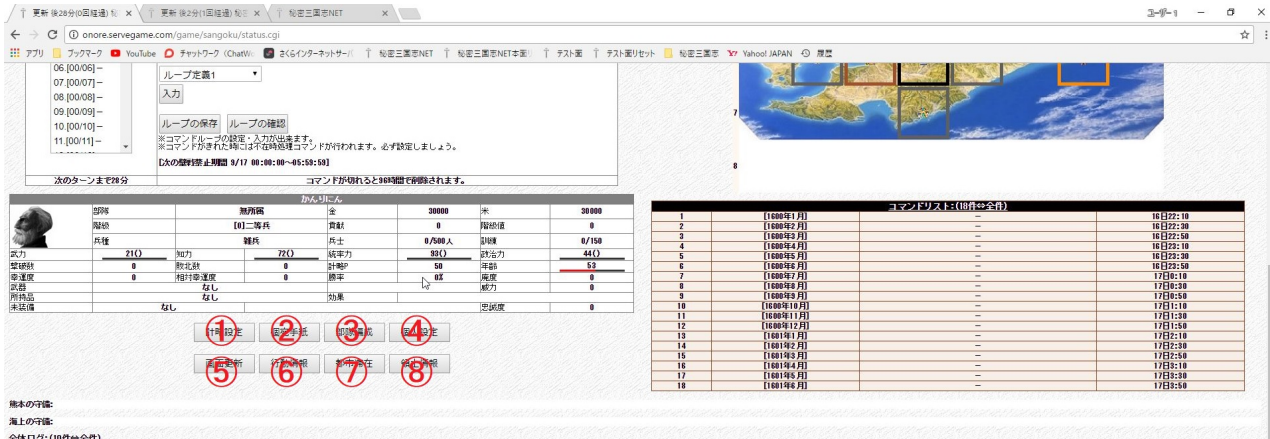 更新 後28分(0回経過) 秘
更新 後2分(1回経過) 秘密
秘密三国志NET
ユーザー1
onore.servegame.com/game/sangoku/status.cgi
アプリ ブックマーク YouTube チャットワーク (ChatWo さくらインターネットサーバ 秘密三国志NET 秘密三国志NET本面 テスト面 テスト面リセット 秘密三国志 Yahoo! JAPAN 履歴
06.[00/06] –
07.[00/07] –
08.[00/08] –
09.[00/09] –
10.[00/10] –
11.[00/11] –
ループ定義1
入力
ループの保存 ループの確認
※コマンドループの設定・入力が出来ます。
※コマンドがきれた時には不在時処理コマンドが行われます。必ず設定しましょう。
[次の登録禁止期間 9/17 00:00:00~05:59:59]
次のターンまで28分 コマンドが切れると96時間で削除されます。
7
8
かんりにん
部隊 無所属 金 30000 米 30000
階級 [0]二等兵 貢献 0 階級値 0
兵種 雑兵 兵士 0/500人 訓練 0/150
武力 21() 知力 72() 統率力 93() 政治力 44()
撃破数 0 敗北数 0 計略P 50 年齢 53
幸運度 0 相対幸運度 0 勝率 0% 廃度 0
武器 なし 威力 0
所持品 なし 効果
未装備 なし 忠誠度 0
① ② ③ ④
計略設定 個宛手紙 部隊編成 個人設定
⑤ ⑥ ⑦ ⑧
画面更新 行動情報 都市滞在 領土情報
コマンドリスト:(18件⇔全件)
1 [1600年1月] – 16日22:10
2 [1600年2月] – 16日22:30
3 [1600年3月] – 16日22:50
4 [1600年4月] – 16日23:10
5 [1600年5月] – 16日23:30
6 [1600年6月] – 16日23:50
7 [1600年7月] – 17日0:10
8 [1600年8月] – 17日0:30
9 [1600年9月] – 17日0:50
10 [1600年10月] – 17日1:10
11 [1600年11月] – 17日1:30
12 [1600年12月] – 17日1:50
13 [1601年1月] – 17日2:10
14 [1601年2月] – 17日2:30
15 [1601年3月] – 17日2:50
16 [1601年4月] – 17日3:10
17 [1601年5月] – 17日3:30
18 [1601年6月] – 17日3:50
熊本の守備:
海上の守備:
全体ログ:(10件⇔全件)